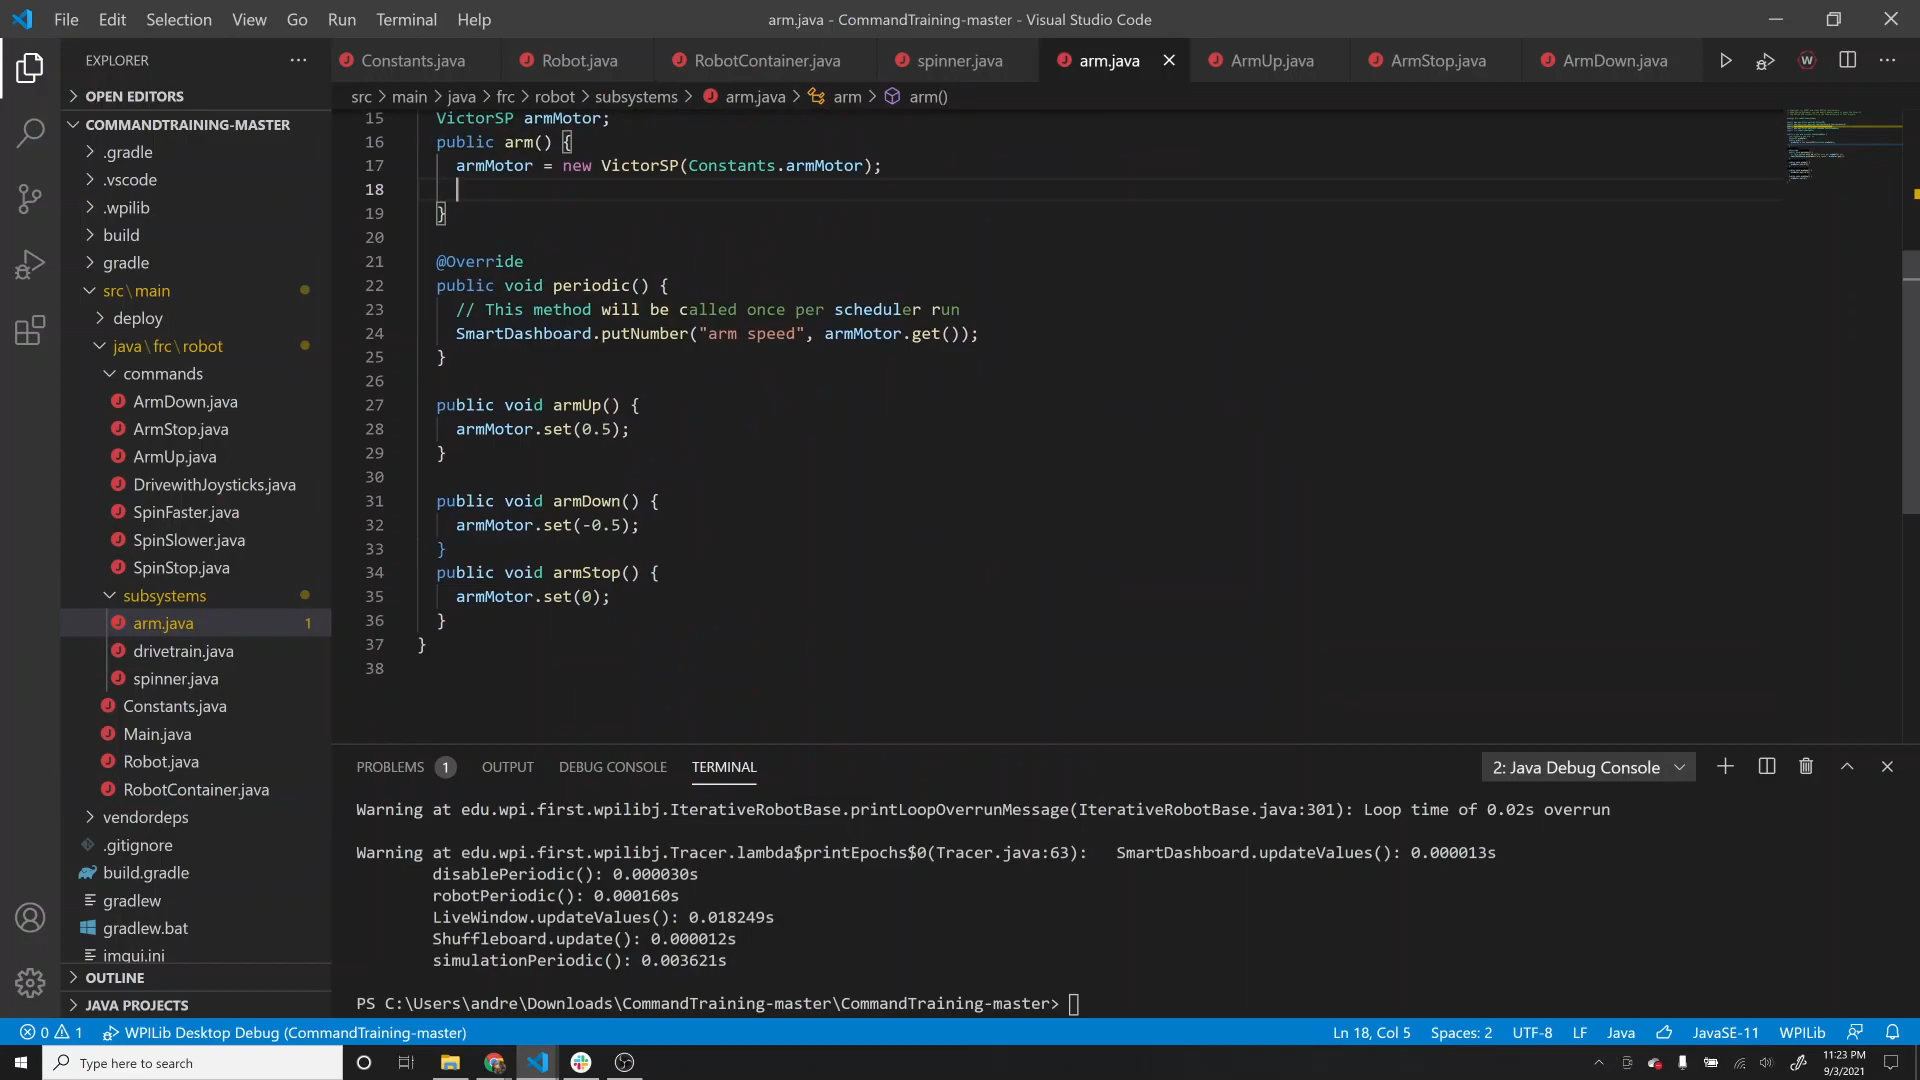 File Edit Selection View Go Run Terminal Help
arm.java - CommandTraining-master - Visual Studio Code
EXPLORER
OPEN EDITORS
COMMANDTRAINING-MASTER
.gradle
.vscode
.wpilib
build
gradle
src\main
deploy
java\frc\robot
commands
ArmDown.java
ArmStop.java
ArmUp.java
DrivewithJoysticks.java
SpinFaster.java
SpinSlower.java
SpinStop.java
subsystems
arm.java 1
drivetrain.java
spinner.java
Constants.java
Main.java
Robot.java
RobotContainer.java
vendordeps
.gitignore
build.gradle
gradlew
gradlew.bat
imgui.ini
OUTLINE
JAVA PROJECTS
Constants.java Robot.java RobotContainer.java spinner.java arm.java ArmUp.java ArmStop.java ArmDown.java
src > main > java > frc > robot > subsystems > arm.java > arm > arm()
15 VictorSP armMotor;
16 public arm() {
17 armMotor = new VictorSP(Constants.armMotor);
18
19 }
20
21 @Override
22 public void periodic() {
23 // This method will be called once per scheduler run
24 SmartDashboard.putNumber("arm speed", armMotor.get());
25 }
26
27 public void armUp() {
28 armMotor.set(0.5);
29 }
30
31 public void armDown() {
32 armMotor.set(-0.5);
33 }
34 public void armStop() {
35 armMotor.set(0);
36 }
37 }
38
PROBLEMS 1 OUTPUT DEBUG CONSOLE TERMINAL
2: Java Debug Console
Warning at edu.wpi.first.wpilibj.IterativeRobotBase.printLoopOverrunMessage(IterativeRobotBase.java:301): Loop time of 0.02s overrun
Warning at edu.wpi.first.wpilibj.Tracer.lambda$printEpochs$0(Tracer.java:63): SmartDashboard.updateValues(): 0.000013s
disablePeriodic(): 0.000030s
robotPeriodic(): 0.000160s
LiveWindow.updateValues(): 0.018249s
Shuffleboard.update(): 0.000012s
simulationPeriodic(): 0.003621s
PS C:\Users\andre\Downloads\CommandTraining-master\CommandTraining-master>
0 1 WPILib Desktop Debug (CommandTraining-master)
Ln 18, Col 5 Spaces: 2 UTF-8 LF Java JavaSE-11 WPILib
Type here to search
11:23 PM
9/3/2021